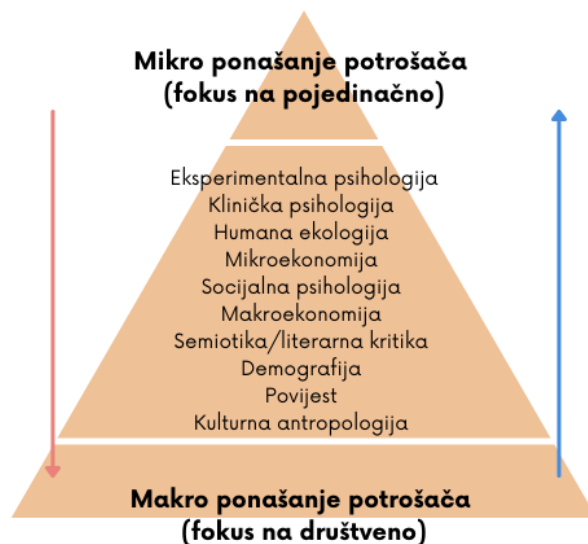 Mikro ponašanje potrošača
(fokus na pojedinačno)
Eksperimentalna psihologija
Klinička psihologija
Humana ekologija
Mikroekonomija
Socijalna psihologija
Makroekonomija
Semiotika/literarna kritika
Demografija
Povijest
Kulturna antropologija
Makro ponašanje potrošača
(fokus na društveno)